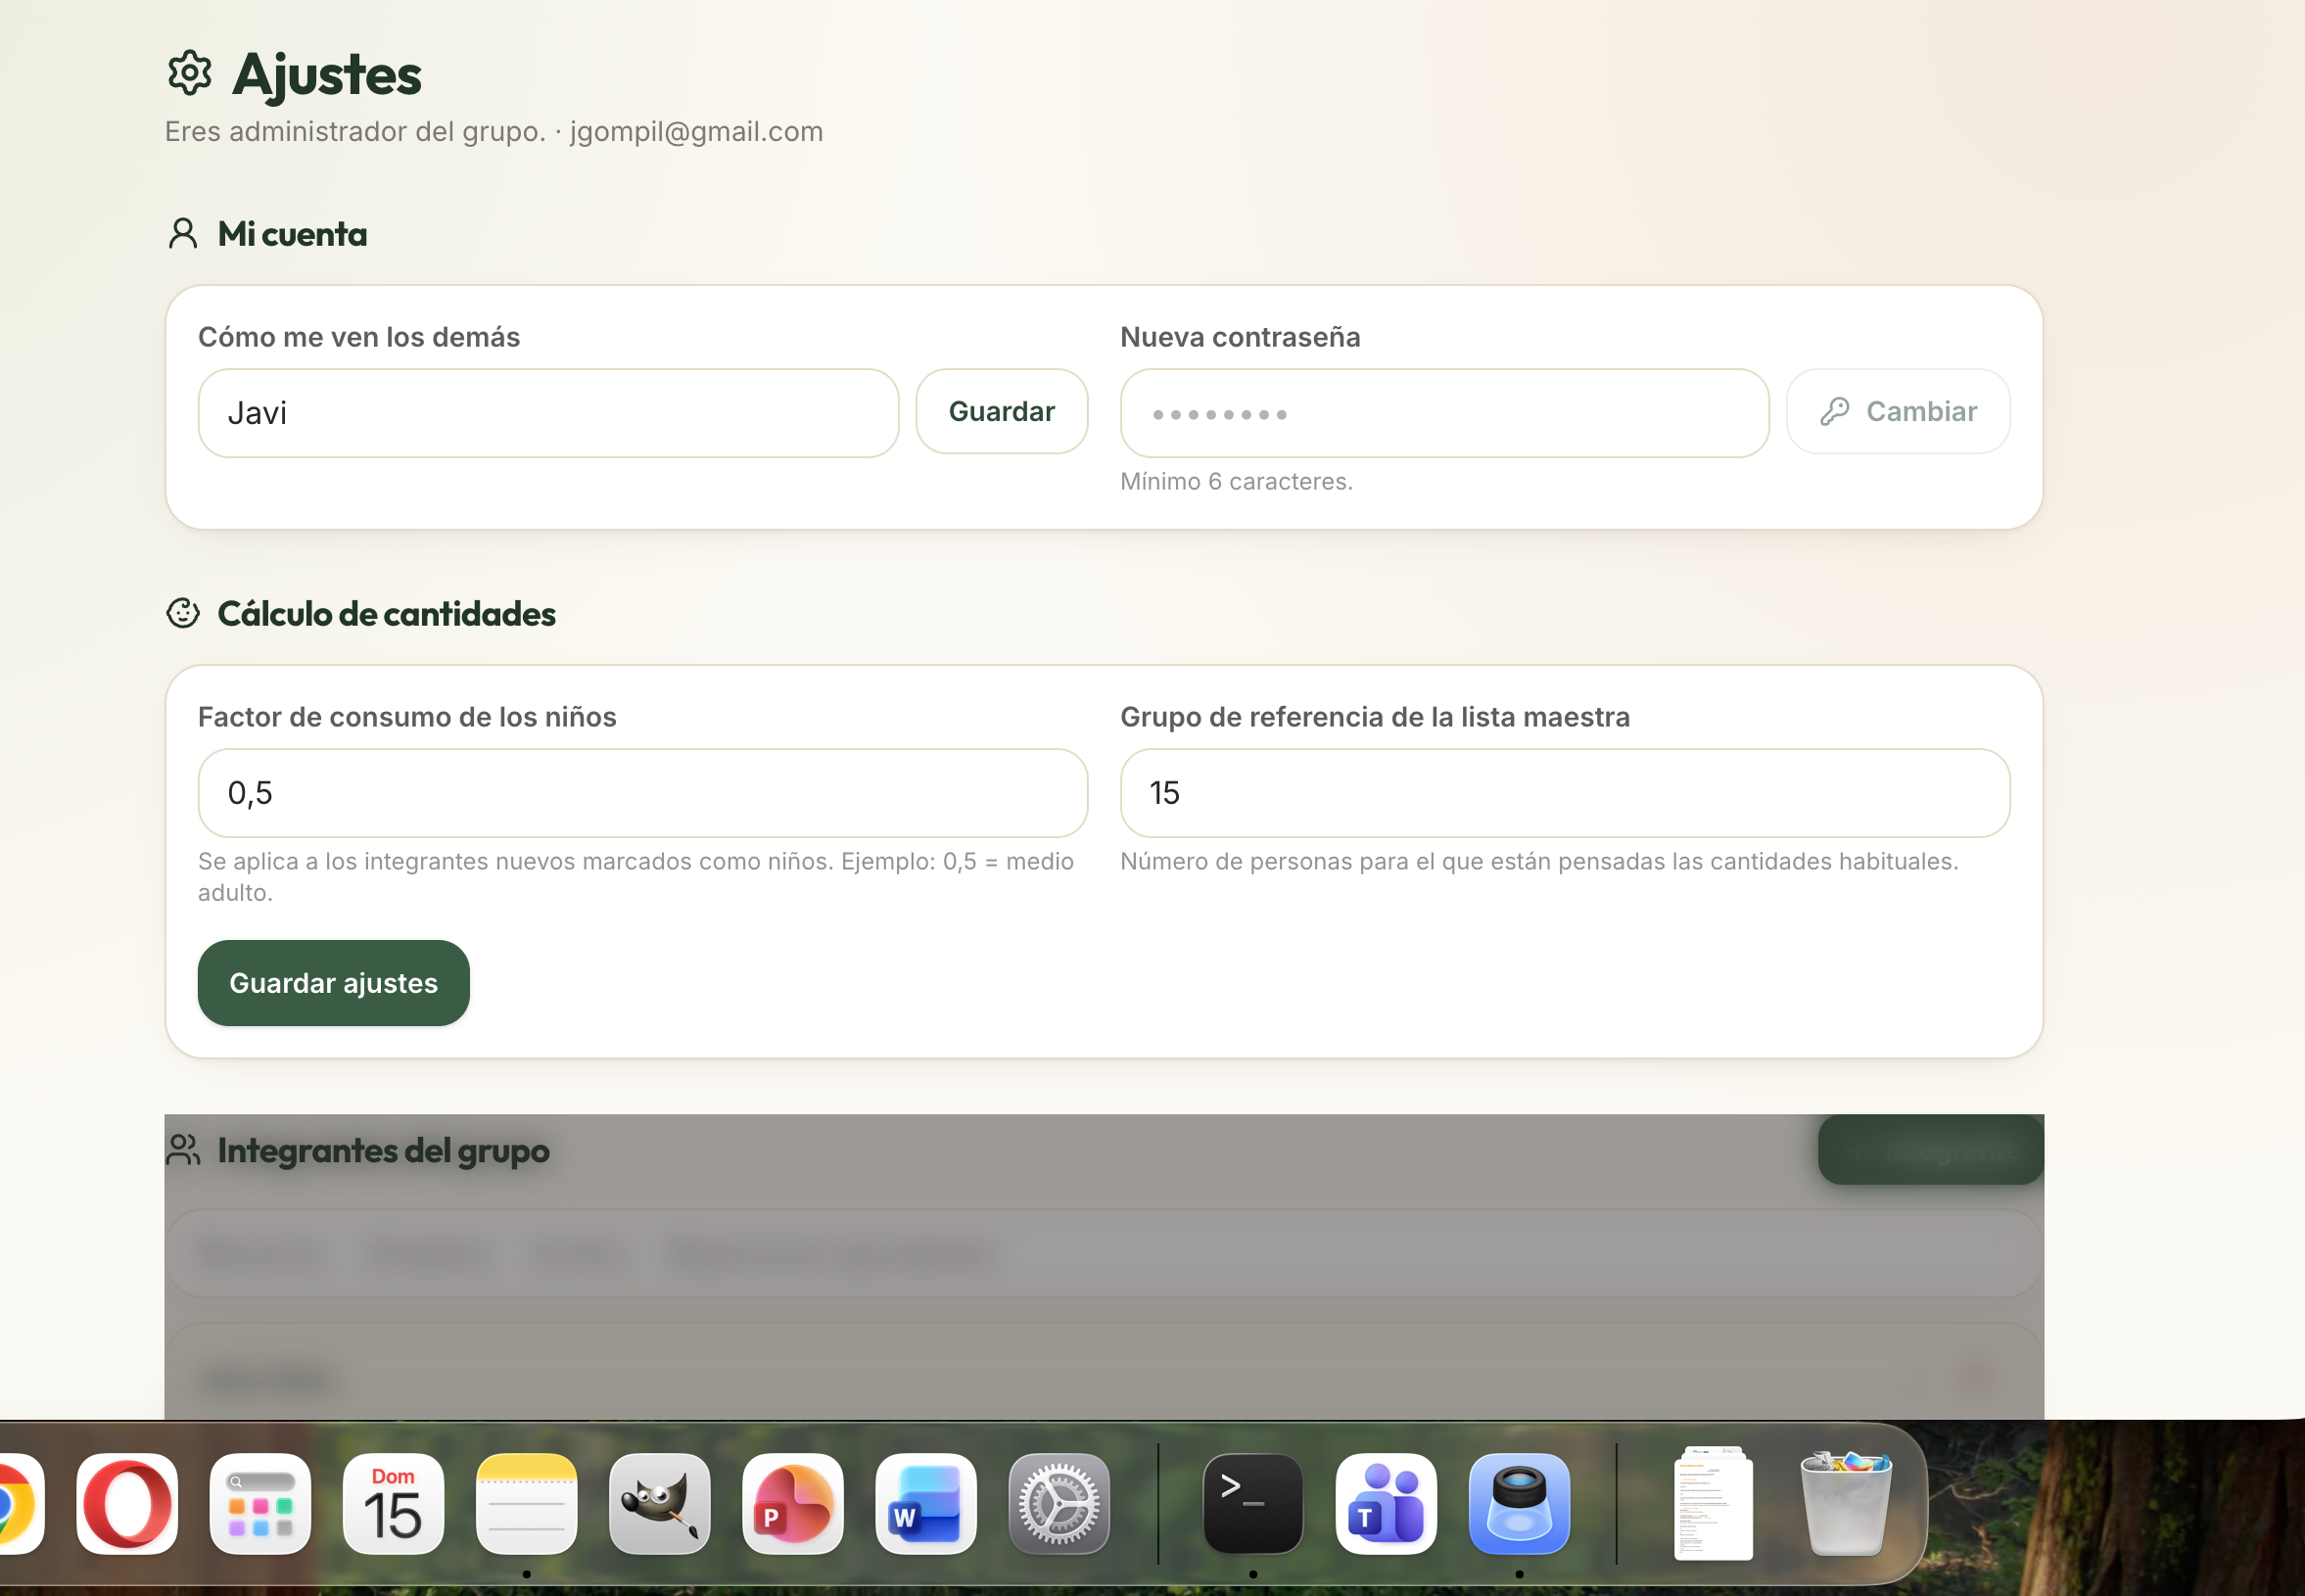 Ajustes
Eres administrador del grupo. · jgompil@gmail.com
Mi cuenta
Cómo me ven los demás
Nueva contraseña
Javi
Guardar
Cambiar
Mínimo 6 caracteres.
Cálculo de cantidades
Factor de consumo de los niños
Grupo de referencia de la lista maestra
0,5
15
Se aplica a los integrantes nuevos marcados como niños. Ejemplo: 0,5 = medio
adulto.
Número de personas para el que están pensadas las cantidades habituales.
Guardar ajustes
Integrantes del grupo
Dom
15
P
W
>_
T